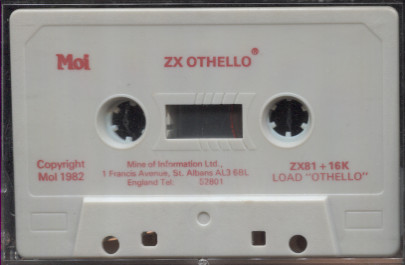 Moi
ZX OTHELLO
Copyright
MoI 1982
Mine of Information Ltd.,
1 Francis Avenue, St. Albans AL3 6BL
England Tel: 52801
ZX81 + 16K
LOAD "OTHELLO"